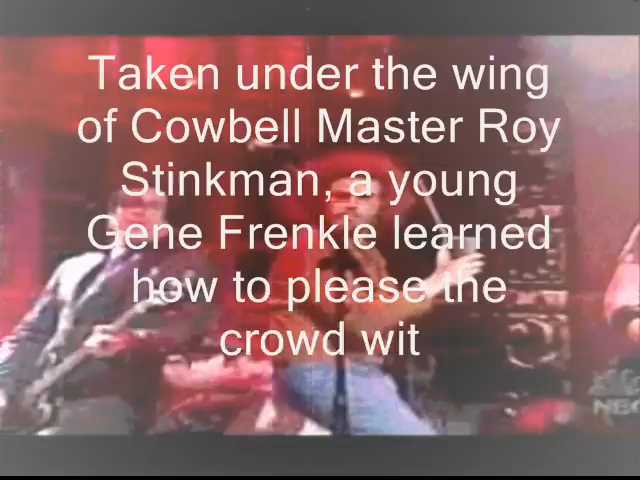 Taken under the wing
of Cowbell Master Roy
Stinkman, a young
Gene Frenkle learned
how to please the
crowd wit
NBC